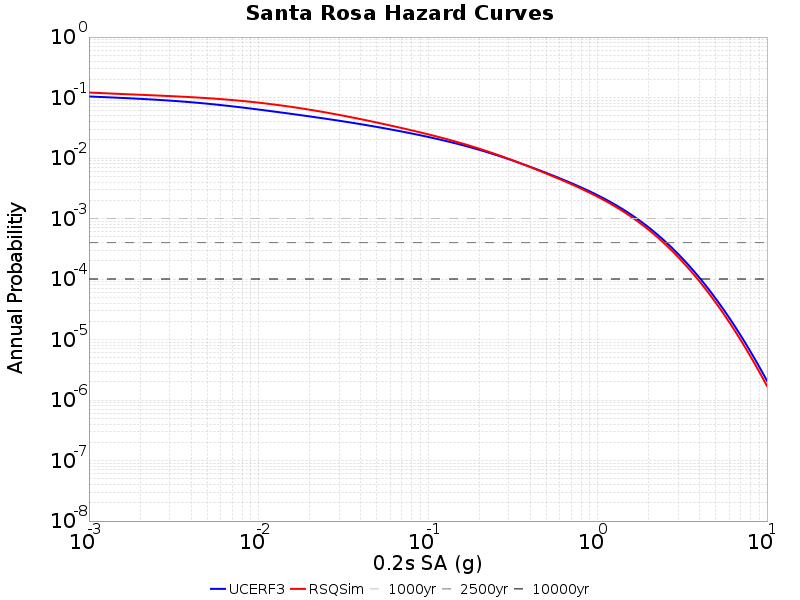 Santa Rosa Hazard Curves
10^0
10^-1
10^-2
10^-3
10^-4
10^-5
10^-6
10^-7
10^-8
Annual Probabilitiy
10^-3 10^-2 10^-1 10^0 10^1
0.2s SA (g)
UCERF3 RSQSim 1000yr 2500yr 10000yr